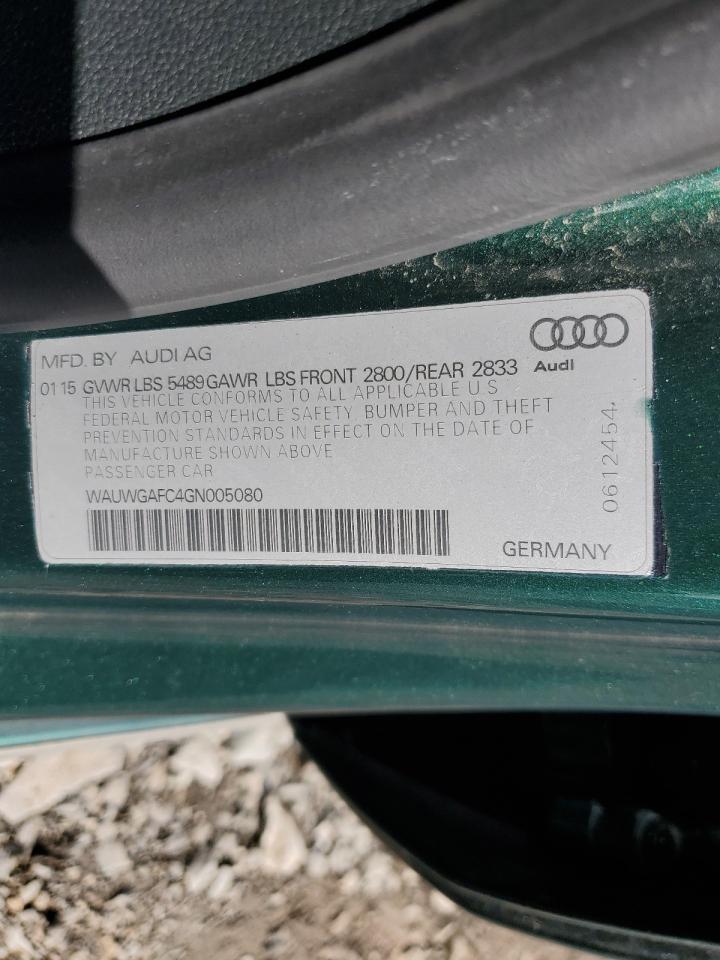 MFD. BY AUDI AG
01 15 GVWR LBS 5489 GAWR LBS FRONT 2800/REAR 2833 Audi
THIS VEHICLE CONFORMS TO ALL APPLICABLE U S
FEDERAL MOTOR VEHICLE SAFETY, BUMPER AND THEFT
PREVENTION STANDARDS IN EFFECT ON THE DATE OF
MANUFACTURE SHOWN ABOVE
PASSENGER CAR
WAUWGAFC4GN005080
GERMANY
0612454.